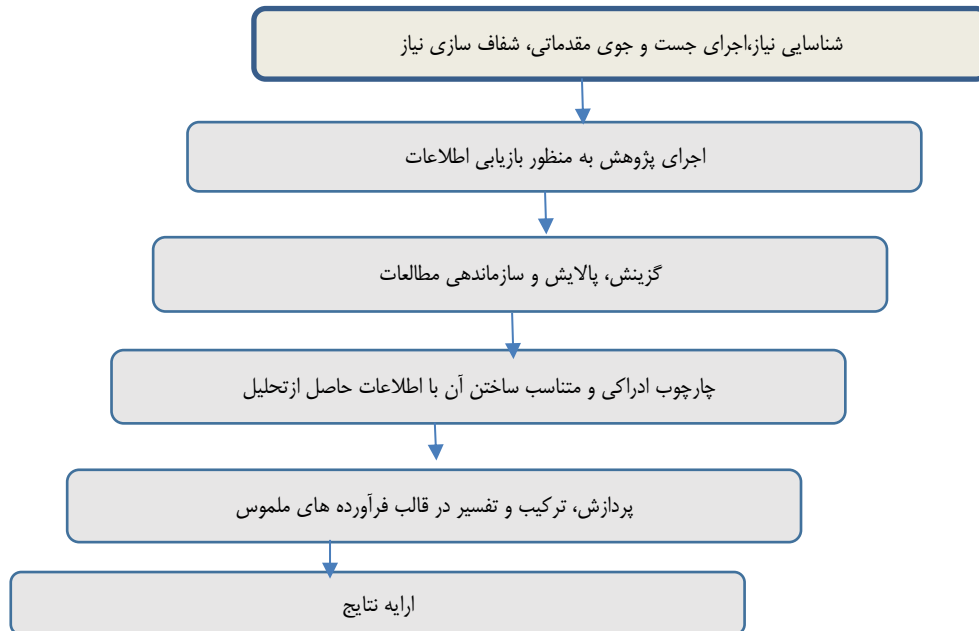 شناسایی نیاز،اجرای جست و جوی مقدماتی، شفاف سازی نیاز
اجرای پژوهش به منظور بازیابی اطلاعات
گزینش، پالایش و سازماندهی مطالعات
چارچوب ادراکی و متناسب ساختن آن با اطلاعات حاصل ازتحلیل
پردازش، ترکیب و تفسیر در قالب فرآورده های ملموس
ارایه نتایج